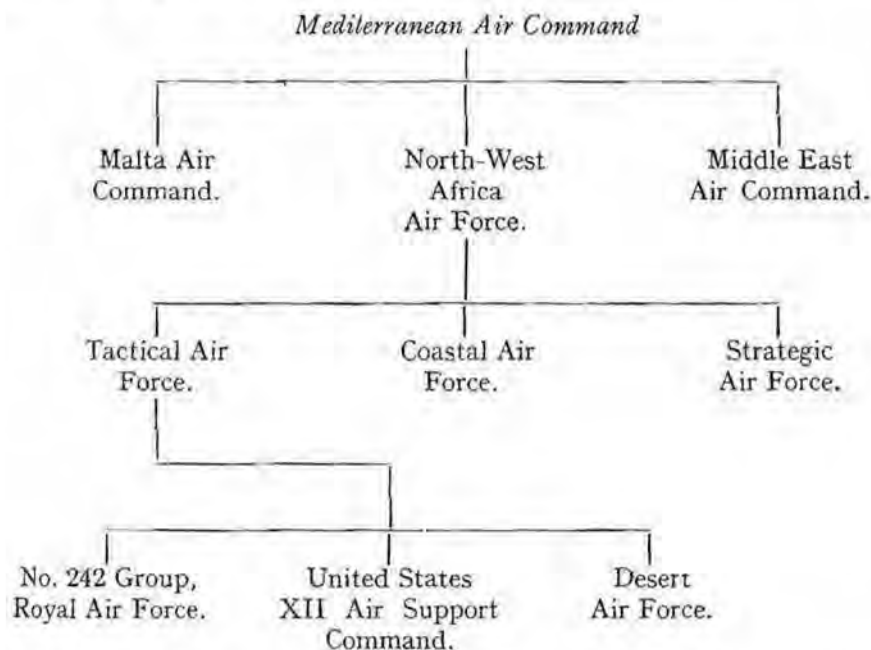 Mediterranean Air Command
Malta Air
Command.
North-West
Africa
Air Force.
Middle East
Air Command.
Tactical Air
Force.
Coastal Air
Force.
Strategic
Air Force.
No. 242 Group,
Royal Air Force.
United States
XII Air Support
Command.
Desert
Air Force.